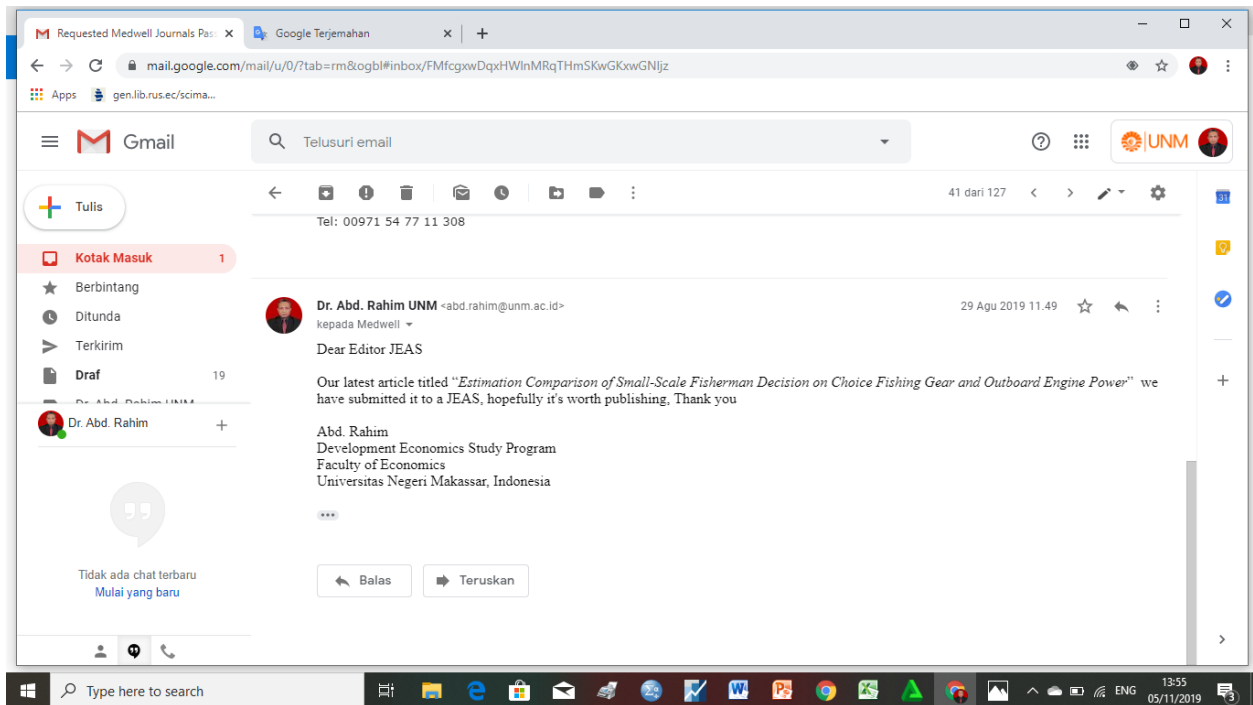 Requested Medwell Journals Pas
Google Terjemahan
mail.google.com/mail/u/0/?tab=rm&ogbl#inbox/FMfcgxwDqxHWlnMRqTHmSKwGKxwGNljz
Apps
gen.lib.rus.ec/scima...
Gmail
Telusuri email
UNM
Tulis
41 dari 127
31
Tel: 00971 54 77 11 308
Kotak Masuk 1
Berbintang
Ditunda
Terkirim
Draf 19
Dr. Abd. Rahim UNM
Dr. Abd. Rahim
Tidak ada chat terbaru
Mulai yang baru
Dr. Abd. Rahim UNM <abd.rahim@unm.ac.id>
29 Agu 2019 11.49
kepada Medwell
Dear Editor JEAS
Our latest article titled “Estimation Comparison of Small-Scale Fisherman Decision on Choice Fishing Gear and Outboard Engine Power” we
have submitted it to a JEAS, hopefully it's worth publishing, Thank you
Abd. Rahim
Development Economics Study Program
Faculty of Economics
Universitas Negeri Makassar, Indonesia
Balas
Teruskan
Type here to search
ENG
13:55
05/11/2019
3